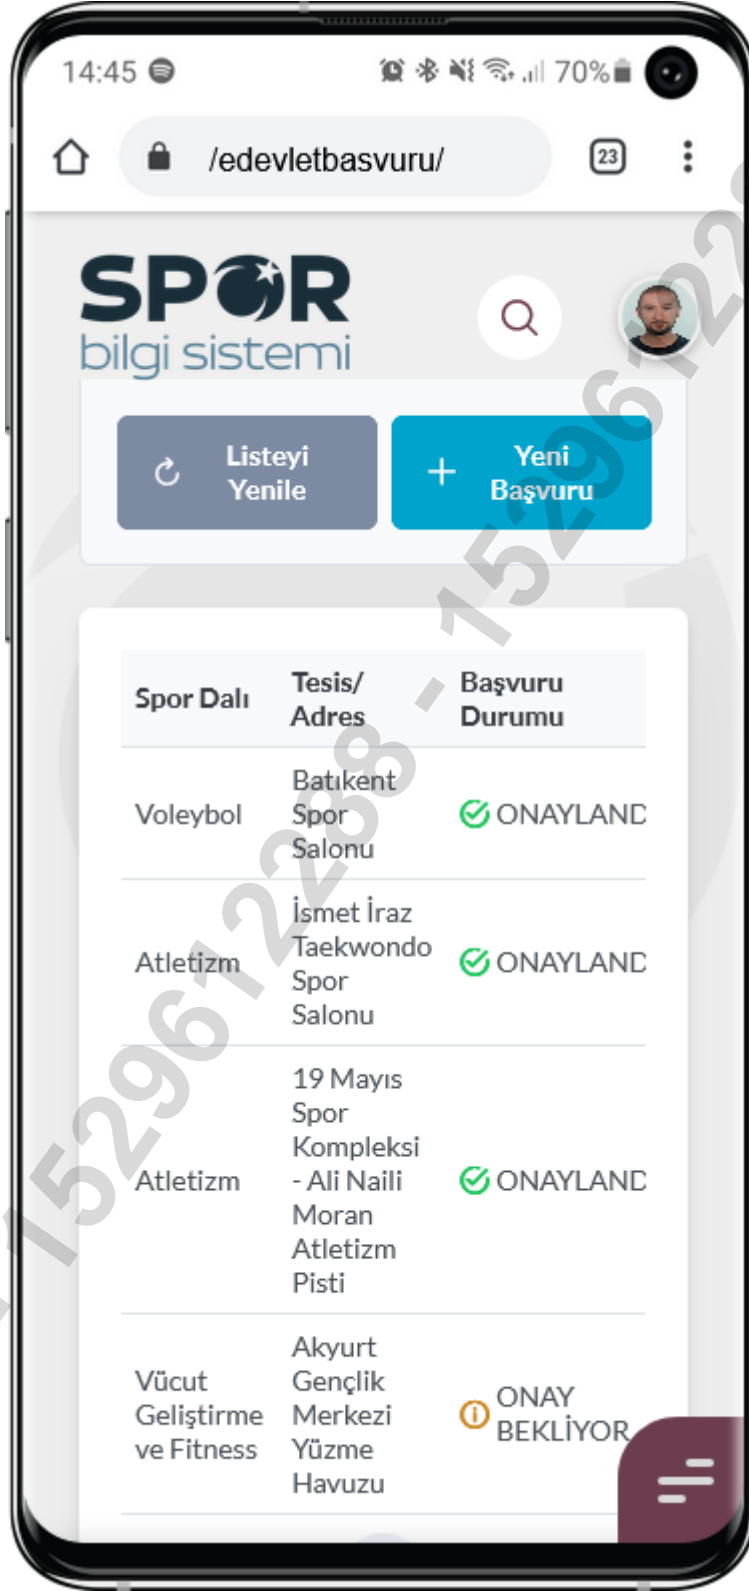 14:45
70%
/edevletbasvuru/
23
SPOR
bilgi sistemi
Listeyi
Yenile
Yeni
Başvuru
Spor Dalı
Tesis/
Adres
Başvuru
Durumu
Voleybol
Batıkent
Spor
Salonu
ONAYLAND
Atletizm
İsmet İraz
Taekwondo
Spor
Salonu
ONAYLAND
Atletizm
19 Mayıs
Spor
Kompleksi
- Ali Naili
Moran
Atletizm
Pisti
ONAYLAND
Vücut
Geliştirme
ve Fitness
Akyurt
Gençlik
Merkezi
Yüzme
Havuzu
ONAY
BEKLİYOR
- 1529612288 - 1529612288